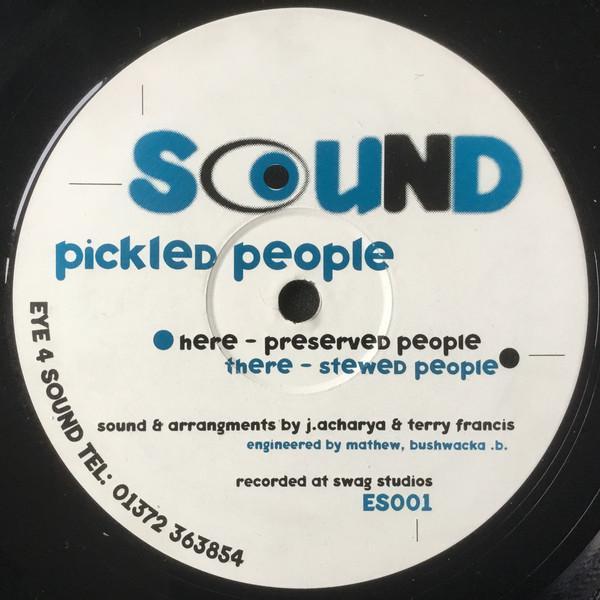 SOUND
pickled people
here - preserved people
there - stewed people
sound & arrangments by j.acharya & terry francis
engineered by mathew, bushwacka .b.
recorded at swag studios
ES001
EYE 4 SOUND TEL: 01372 363854